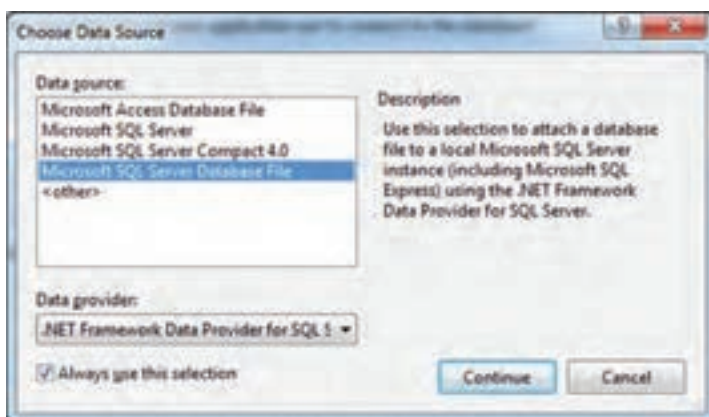 Choose Data Source
Data source:
Microsoft Access Database File
Microsoft SQL Server
Microsoft SQL Server Compact 4.0
Microsoft SQL Server Database File
<other>
Description
Use this selection to attach a database
file to a local Microsoft SQL Server
instance (including Microsoft SQL
Express) using the .NET Framework
Data Provider for SQL Server.
Data provider:
.NET Framework Data Provider for SQL S
Always use this selection
Continue
Cancel